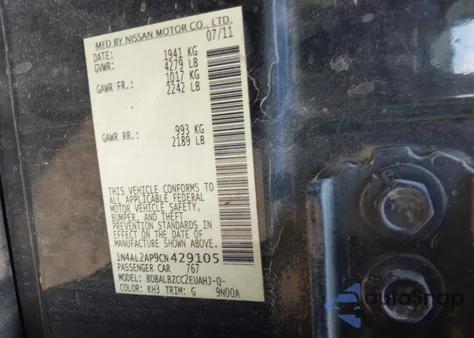 MFD BY NISSAN MOTOR CO., LTD.
DATE: 07/11
GVWR: 1941 KG
4279 LB
GAWR FR.: 1017 KG
2242 LB
GAWR RR.: 993 KG
2189 LB
THIS VEHICLE CONFORMS TO
ALL APPLICABLE FEDERAL
MOTOR VEHICLE SAFETY,
BUMPER, AND THEFT
PREVENTION STANDARDS IN
EFFECT ON THE DATE OF
MANUFACTURE SHOWN ABOVE.
1N4AL2AP9CN429105
PASSENGER CAR 767
MODEL: BDBALBZCC2EUAHJ-Q-
COLOR: KH3 TRIM: G 9N00A
AutoSnap